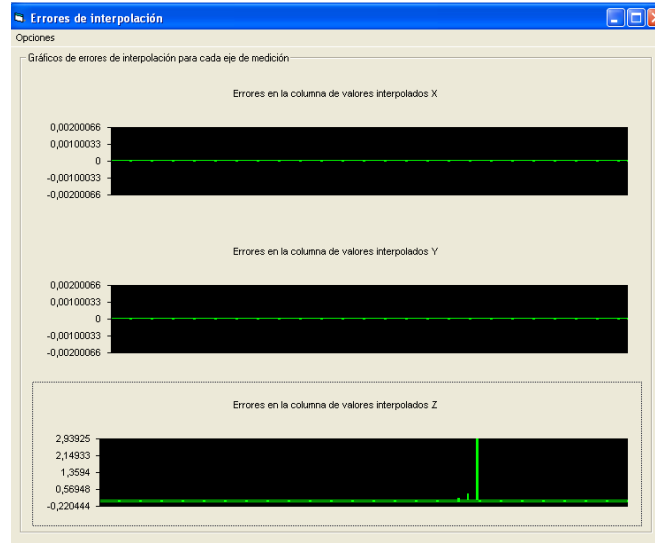 Errores de interpolación
Opciones
Gráficos de errores de interpolación para cada eje de medición
Errores en la columna de valores interpolados X
0,00200066
0,00100033
0
-0,00100033
-0,00200066
Errores en la columna de valores interpolados Y
0,00200066
0,00100033
0
-0,00100033
-0,00200066
Errores en la columna de valores interpolados Z
2,93925
2,14933
1,3594
0,56948
-0,220444